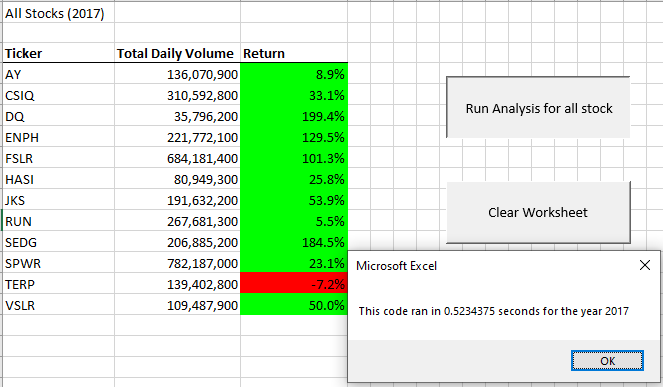 All Stocks (2017)
Ticker Total Daily Volume Return
AY 136,070,900 8.9%
CSIQ 310,592,800 33.1%
DQ 35,796,200 199.4%
ENPH 221,772,100 129.5%
FSLR 684,181,400 101.3%
HASI 80,949,300 25.8%
JKS 191,632,200 53.9%
RUN 267,681,300 5.5%
SEDG 206,885,200 184.5%
SPWR 782,187,000 23.1%
TERP 139,402,800 -7.2%
VSLR 109,487,900 50.0%
Run Analysis for all stock
Clear Worksheet
Microsoft Excel
This code ran in 0.5234375 seconds for the year 2017
OK